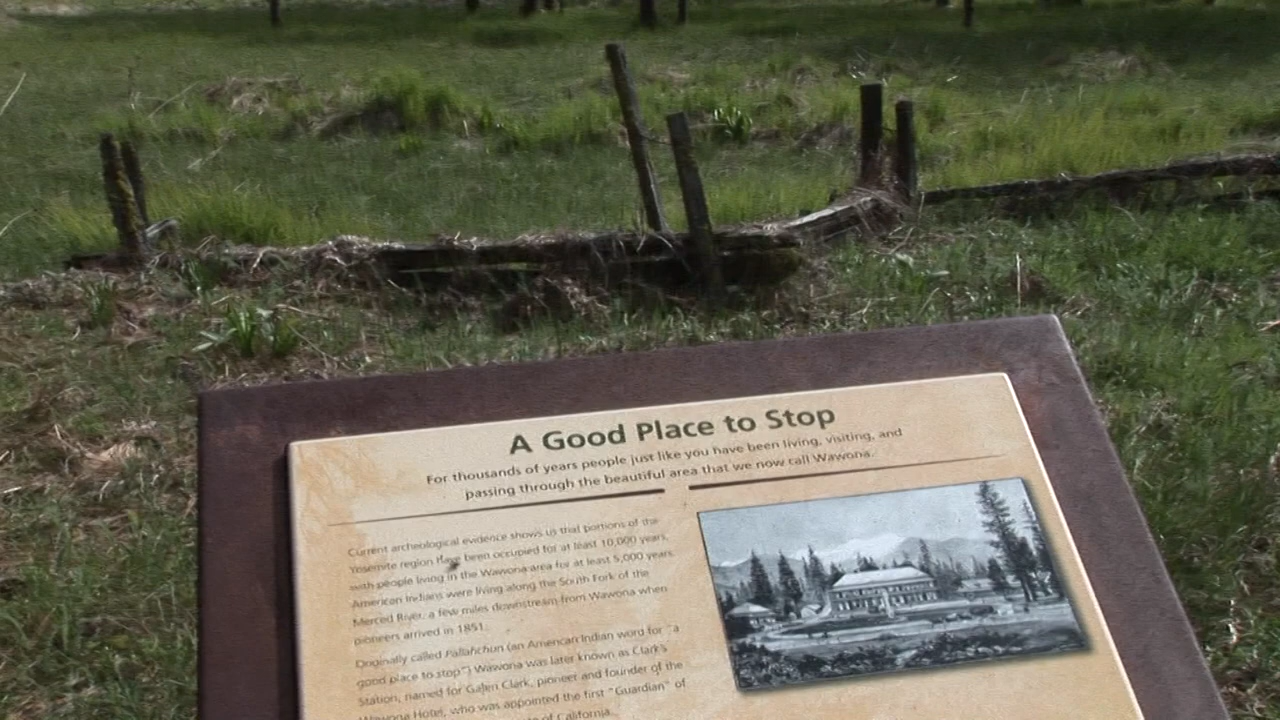 A Good Place to Stop
For thousands of years people just like you have been living, visiting, and
passing through the beautiful area that we now call Wawona.
Current archeological evidence shows us that portions of the
Yosemite region have been occupied for at least 10,000 years,
with people living in the Wawona area for at least 5,000 years.
American Indians were living along the South Fork of the
Merced River, a few miles downstream from Wawona when
pioneers arrived in 1851.
Originally called Pallahchun (an American Indian word for "a
good place to stop") Wawona was later known as Clark's
Station, named for Galen Clark, pioneer and founder of the
Wawona Hotel, who was appointed the first "Guardian" of
of California.